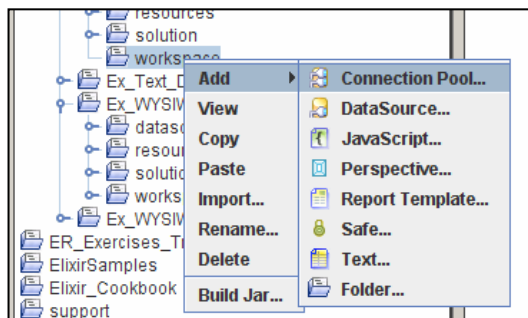 resources
solution
workspace
Ex_Text_D
Ex_WYSIW
datasc
resour
solutio
works
Ex_WYSIW
ER_Exercises_Tr
ElixirSamples
Elixir_Cookbook
support
Add
View
Copy
Paste
Import...
Rename...
Delete
Build Jar...
Connection Pool...
DataSource...
JavaScript...
Perspective...
Report Template...
Safe...
Text...
Folder...